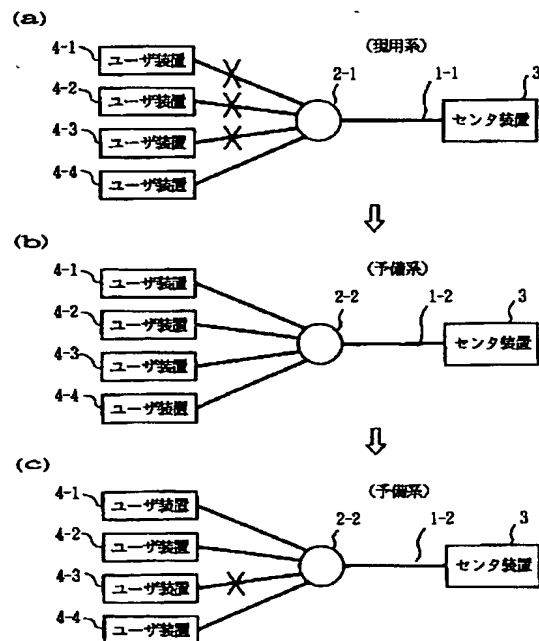 (a)
(現用系)
4-1 ユーザ装置
2-1 1-1 3
4-2 ユーザ装置
4-3 ユーザ装置
センタ装置
4-4 ユーザ装置
(b)
(予備系)
4-1 ユーザ装置
2-2 1-2 3
4-2 ユーザ装置
4-3 ユーザ装置
センタ装置
4-4 ユーザ装置
(c)
(予備系)
4-1 ユーザ装置
2-2 1-2 3
4-2 ユーザ装置
4-3 ユーザ装置
センタ装置
4-4 ユーザ装置